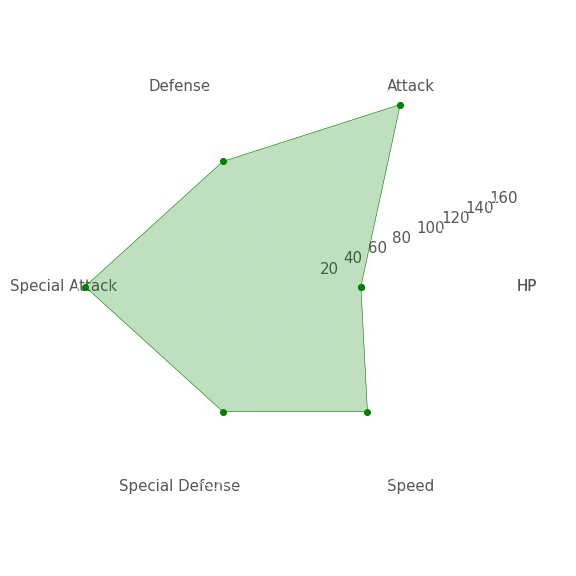 Defense
Attack
160
140
120
100
80
60
40
20
Special Attack
HP
Special Defense
Speed